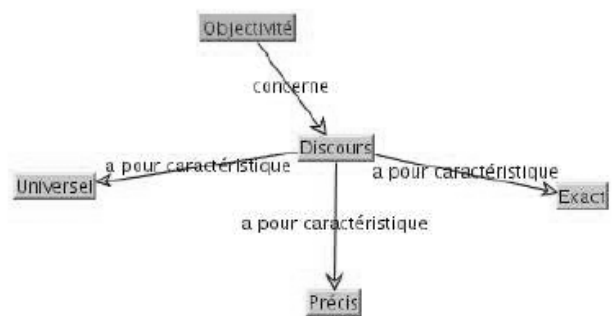 Objectivité
concerne
Discours
a pour caractéristique
a pour caractéristique
Universel
Exact
a pour caractéristique
Précis